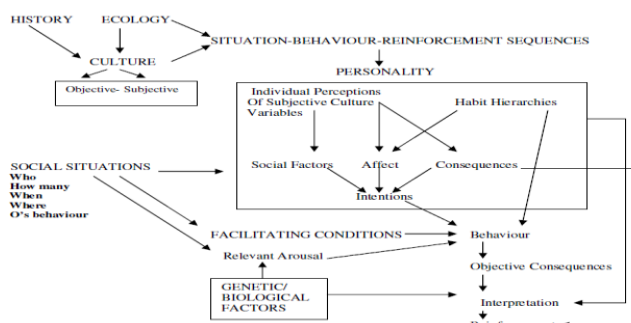 HISTORY ECOLOGY
SITUATION-BEHAVIOUR-REINFORCEMENT SEQUENCES
CULTURE
PERSONALITY
Objective- Subjective
Individual Perceptions
Of Subjective Culture
Variables
Habit Hierarchies
SOCIAL SITUATIONS
Who
How many
When
Where
O's behaviour
Social Factors Affect Consequences
Intentions
FACILITATING CONDITIONS Behaviour
Relevant Arousal
Objective Consequences
GENETIC/
BIOLOGICAL
FACTORS
Interpretation